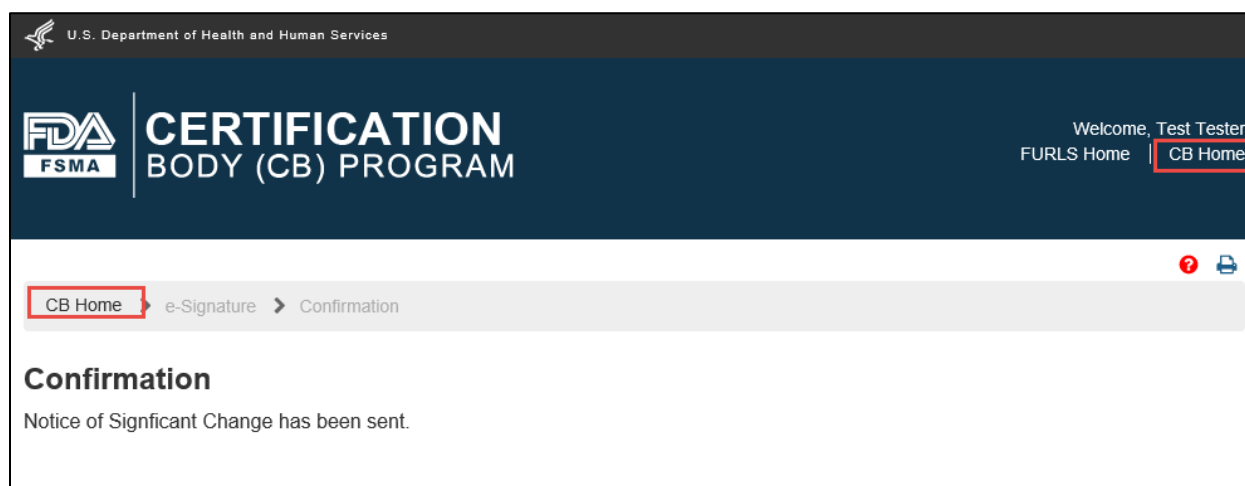 U.S. Department of Health and Human Services
FDA
FSMA
CERTIFICATION
BODY (CB) PROGRAM
Welcome, Test Tester
FURLS Home | CB Home
?
CB Home > e-Signature > Confirmation
Confirmation
Notice of Signficant Change has been sent.